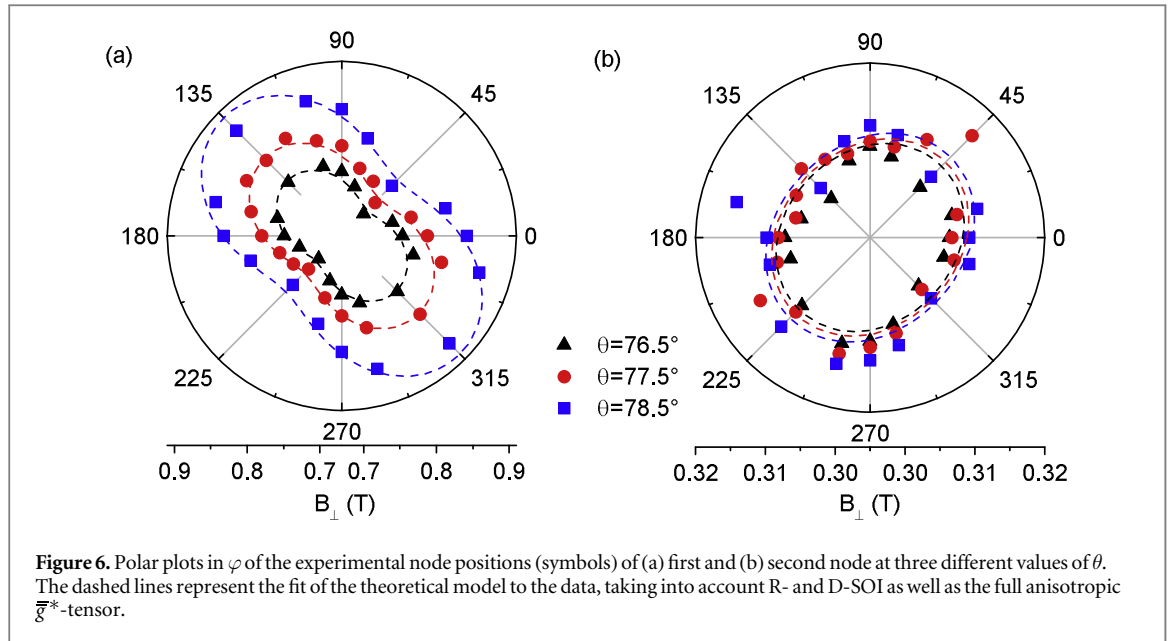 (a)
90
135
45
180
0
225
315
270
0.9 0.8 0.7 0.7 0.8 0.9
B⊥ (T)
▲ θ=76.5°
● θ=77.5°
■ θ=78.5°
(b)
90
135
45
180
0
225
315
270
0.32 0.31 0.30 0.30 0.31 0.32
B⊥ (T)
Figure 6. Polar plots in φ of the experimental node positions (symbols) of (a) first and (b) second node at three different values of θ.
The dashed lines represent the fit of the theoretical model to the data, taking into account R- and D-SOI as well as the full anisotropic
g̿*-tensor.